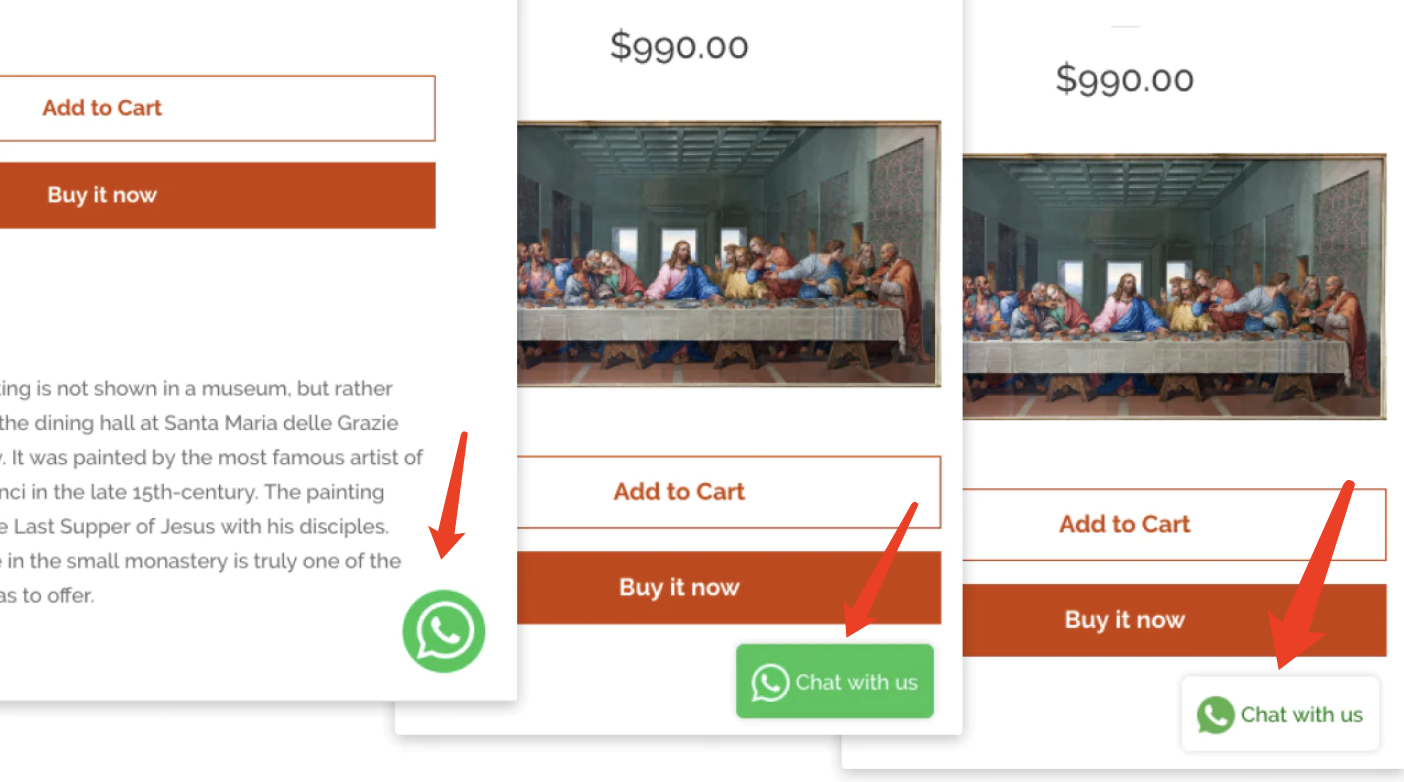 Add to Cart
Buy it now
ting is not shown in a museum, but rather
the dining hall at Santa Maria delle Grazie
. It was painted by the most famous artist of
nci in the late 15th-century. The painting
e Last Supper of Jesus with his disciples.
e in the small monastery is truly one of the
as to offer.
$990.00
Add to Cart
Buy it now
Chat with us
$990.00
Add to Cart
Buy it now
Chat with us